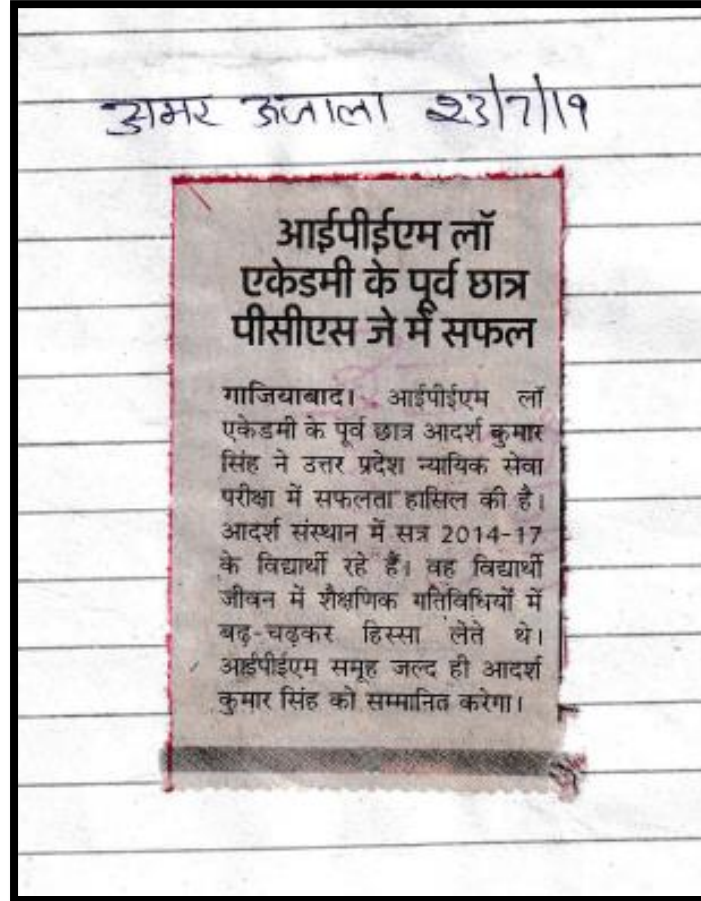 अमर उजाला 23/7/19
आईपीईएम लॉ
एकेडमी के पूर्व छात्र
पीसीएस जे में सफल
गाजियाबाद। आईपीईएम लॉ
एकेडमी के पूर्व छात्र आदर्श कुमार
सिंह ने उत्तर प्रदेश न्यायिक सेवा
परीक्षा में सफलता हासिल की है।
आदर्श संस्थान में सत्र 2014-17
के विद्यार्थी रहे हैं। वह विद्यार्थी
जीवन में शैक्षणिक गतिविधियों में
बढ़-चढ़कर हिस्सा लेते थे।
आईपीईएम समूह जल्द ही आदर्श
कुमार सिंह को सम्मानित करेगा।